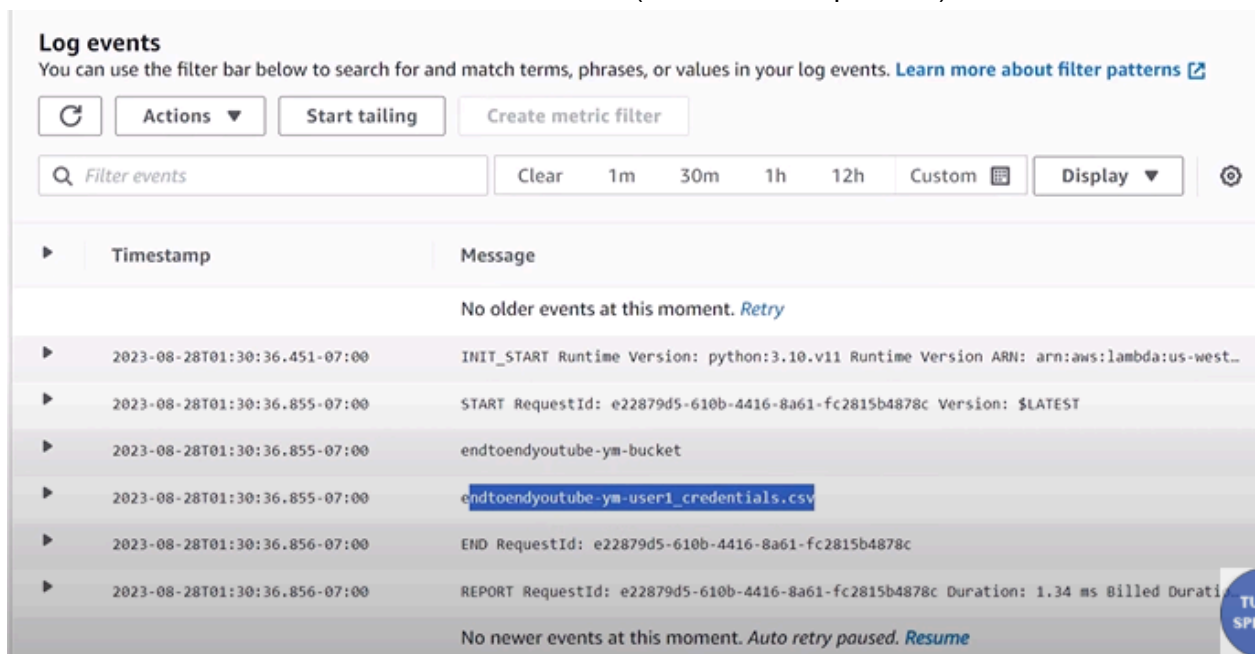 Log events
You can use the filter bar below to search for and match terms, phrases, or values in your log events. Learn more about filter patterns
Actions Start tailing Create metric filter
Filter events Clear 1m 30m 1h 12h Custom Display
Timestamp Message
No older events at this moment. Retry
2023-08-28T01:30:36.451-07:00 INIT_START Runtime Version: python:3.10.v11 Runtime Version ARN: arn:aws:lambda:us-west…
2023-08-28T01:30:36.855-07:00 START RequestId: e22879d5-610b-4416-8a61-fc2815b4878c Version: $LATEST
2023-08-28T01:30:36.855-07:00 endtoendyoutube-ym-bucket
2023-08-28T01:30:36.855-07:00 endtoendyoutube-ym-user1_credentials.csv
2023-08-28T01:30:36.856-07:00 END RequestId: e22879d5-610b-4416-8a61-fc2815b4878c
2023-08-28T01:30:36.856-07:00 REPORT RequestId: e22879d5-610b-4416-8a61-fc2815b4878c Duration: 1.34 ms Billed
No newer events at this moment. Auto retry paused. Resume